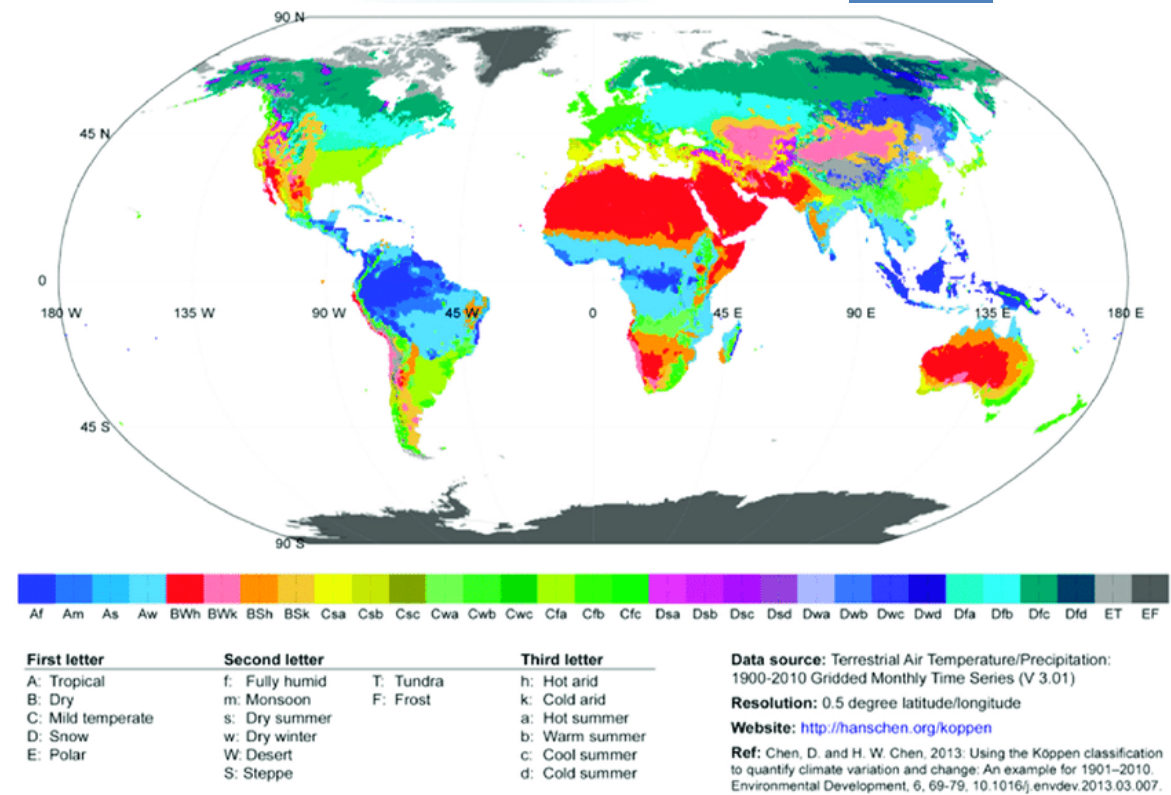 90 N
45 N
0
180 W 135 W 90 W 45 W 0 45 E 90 E 135 E 180 E
45 S
90 S
Af Am As Aw BWh BWk BSh BSk Csa Csb Csc Cwa Cwb Cwc Cfa Cfb Cfc Dsa Dsb Dsc Dsd Dwa Dwb Dwc Dwd Dfa Dfb Dfc Dfd ET EF
First letter
A: Tropical
B: Dry
C: Mild temperate
D: Snow
E: Polar
Second letter
f: Fully humid
m: Monsoon
s: Dry summer
w: Dry winter
W: Desert
S: Steppe
T: Tundra
F: Frost
Third letter
h: Hot arid
k: Cold arid
a: Hot summer
b: Warm summer
c: Cool summer
d: Cold summer
Data source: Terrestrial Air Temperature/Precipitation:
1900-2010 Gridded Monthly Time Series (V 3.01)
Resolution: 0.5 degree latitude/longitude
Website: http://hanschen.org/koppen
Ref: Chen, D. and H. W. Chen, 2013: Using the Köppen classification
to quantify climate variation and change: An example for 1901–2010.
Environmental Development, 6, 69-79, 10.1016/j.envdev.2013.03.007.